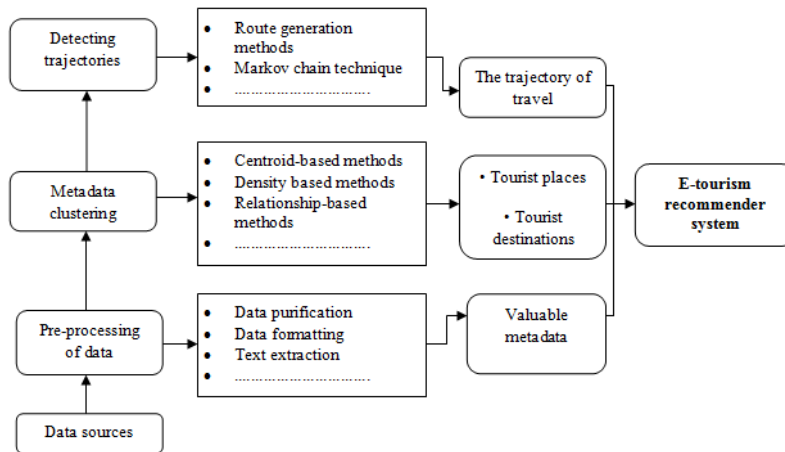 Detecting
trajectories
• Route generation
methods
• Markov chain technique
• ................................
The trajectory of
travel
Metadata
clustering
• Centroid-based methods
• Density based methods
• Relationship-based
methods
• ................................
• Tourist places
• Tourist
destinations
E-tourism
recommender
system
Pre-processing
of data
• Data purification
• Data formatting
• Text extraction
• ................................
Valuable
metadata
Data sources